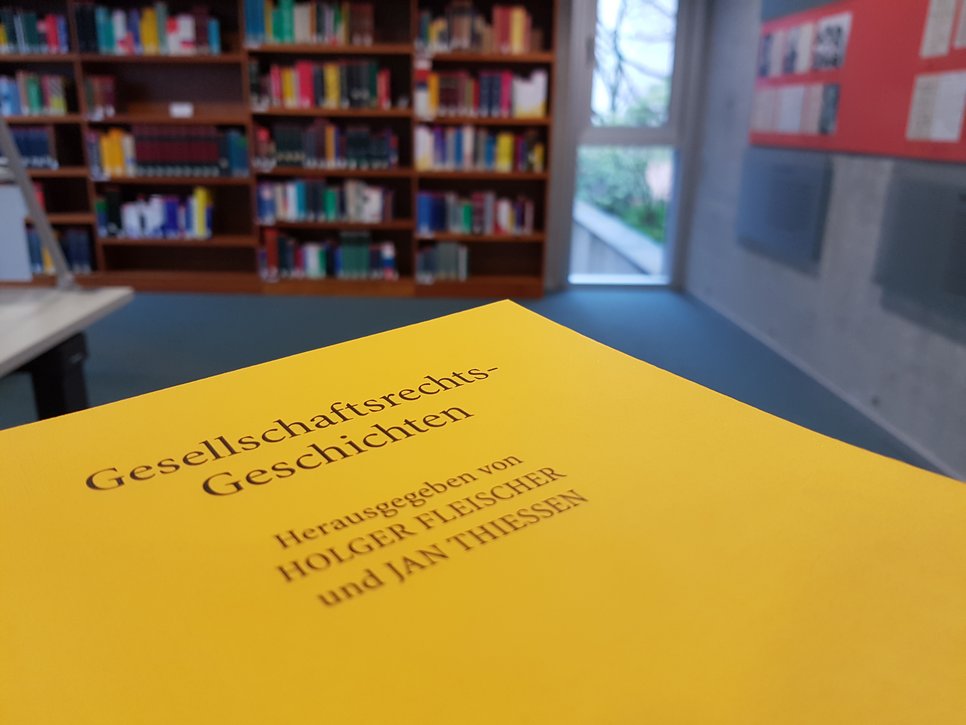 Gesellschaftsrechts-
Geschichten
Herausgegeben von
HOLGER FLEISCHER
und JAN THIESSEN